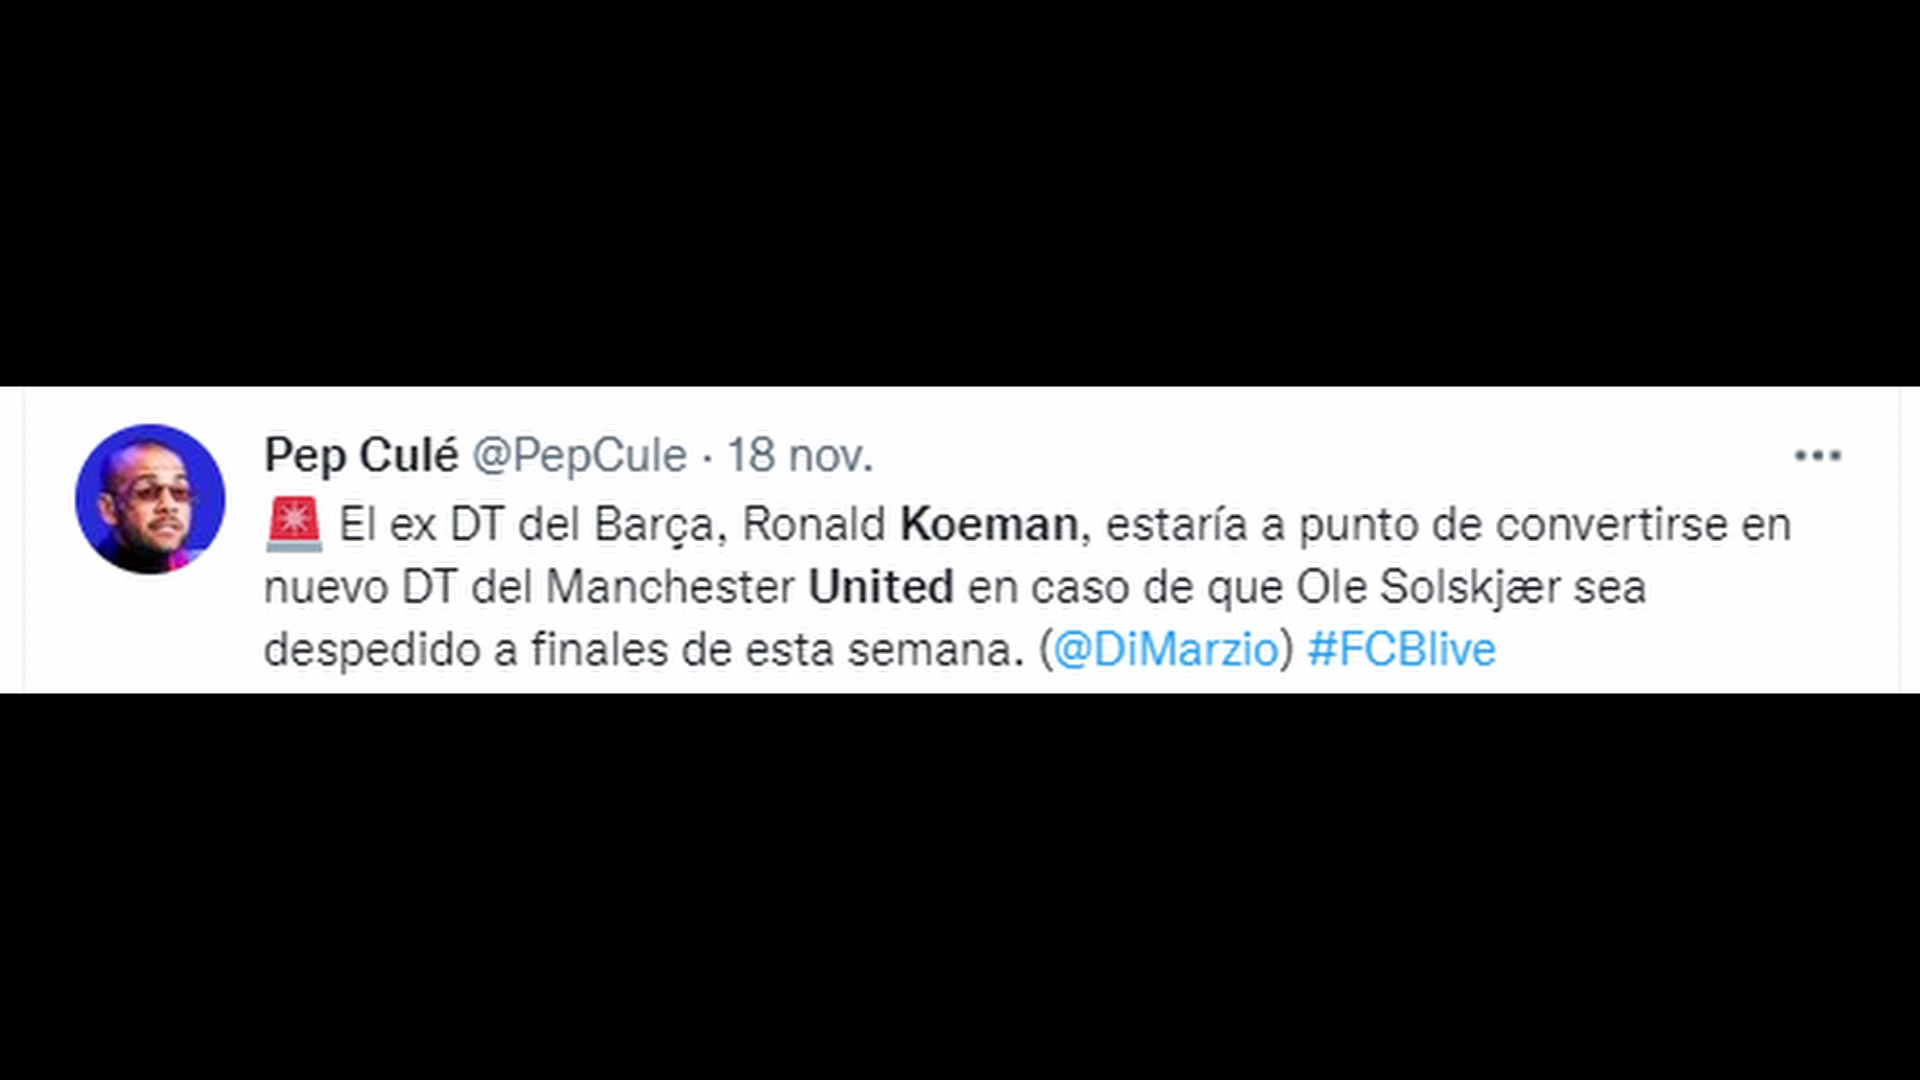 Pep Culé @PepCule · 18 nov.
🚨 El ex DT del Barça, Ronald Koeman, estaría a punto de convertirse en
nuevo DT del Manchester United en caso de que Ole Solskjær sea
despedido a finales de esta semana. (@DiMarzio) #FCBlive